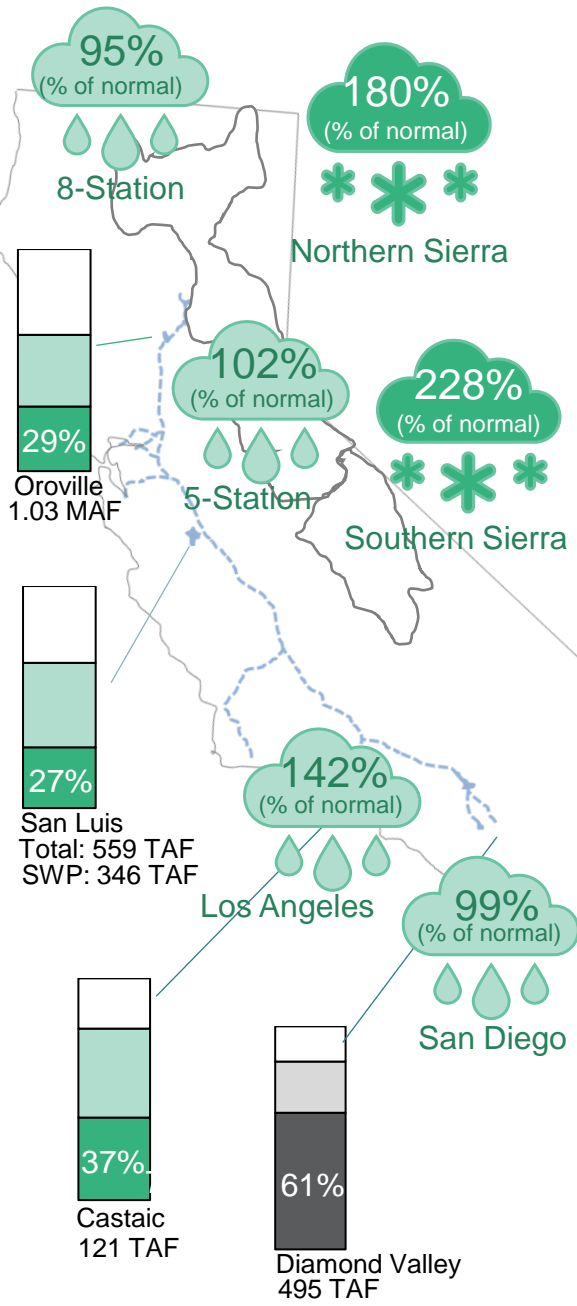 95%
(% of normal)
8-Station
180%
(% of normal)
Northern Sierra
102%
(% of normal)
5-Station
228%
(% of normal)
Southern Sierra
29%
Oroville
1.03 MAF
27%
San Luis
Total: 559 TAF
SWP: 346 TAF
142%
(% of normal)
Los Angeles
99%
(% of normal)
San Diego
37%
Castaic
121 TAF
61%
Diamond Valley
495 TAF